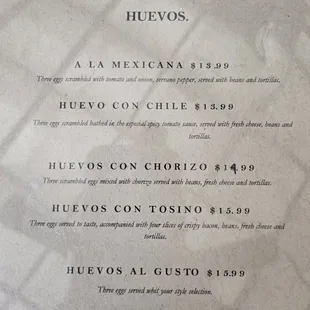 HUEVOS.
A LA MEXICANA $13.99
Three eggs scrambled with tomato and onion, serrano pepper, served with beans and tortillas.
HUEVO CON CHILE $13.99
Three eggs scrambled bathed in the especial spicy tomato sauce, served with fresh cheese, beans and
tortillas.
HUEVOS CON CHORIZO $14.99
Three scrambled eggs mixed with chorizo served with beans, fresh cheese and tortillas.
HUEVOS CON TOSINO $15.99
Three eggs served to taste, accompanied with four slices of crispy bacon, beans, fresh cheese and
tortillas.
HUEVOS AL GUSTO $15.99
Three eggs served whit your style selection.